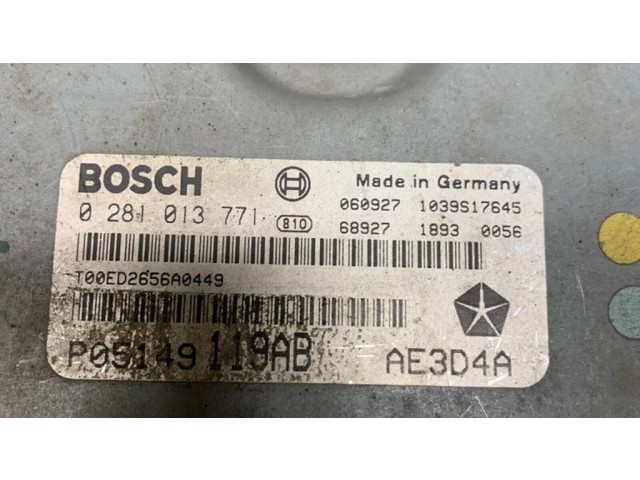 BOSCH
Made in Germany
0 281 013 771
810
060927 1039S17645
68927 1893 0056
T00ED2656A0449
P05149 119AB
AE3D4A